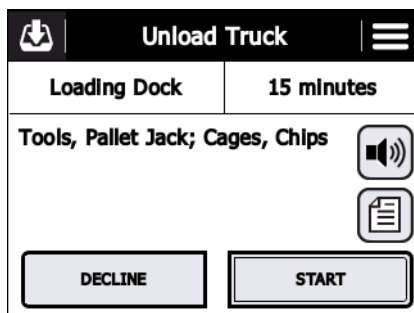 Unload Truck
Loading Dock
15 minutes
Tools, Pallet Jack; Cages, Chips
DECLINE
START